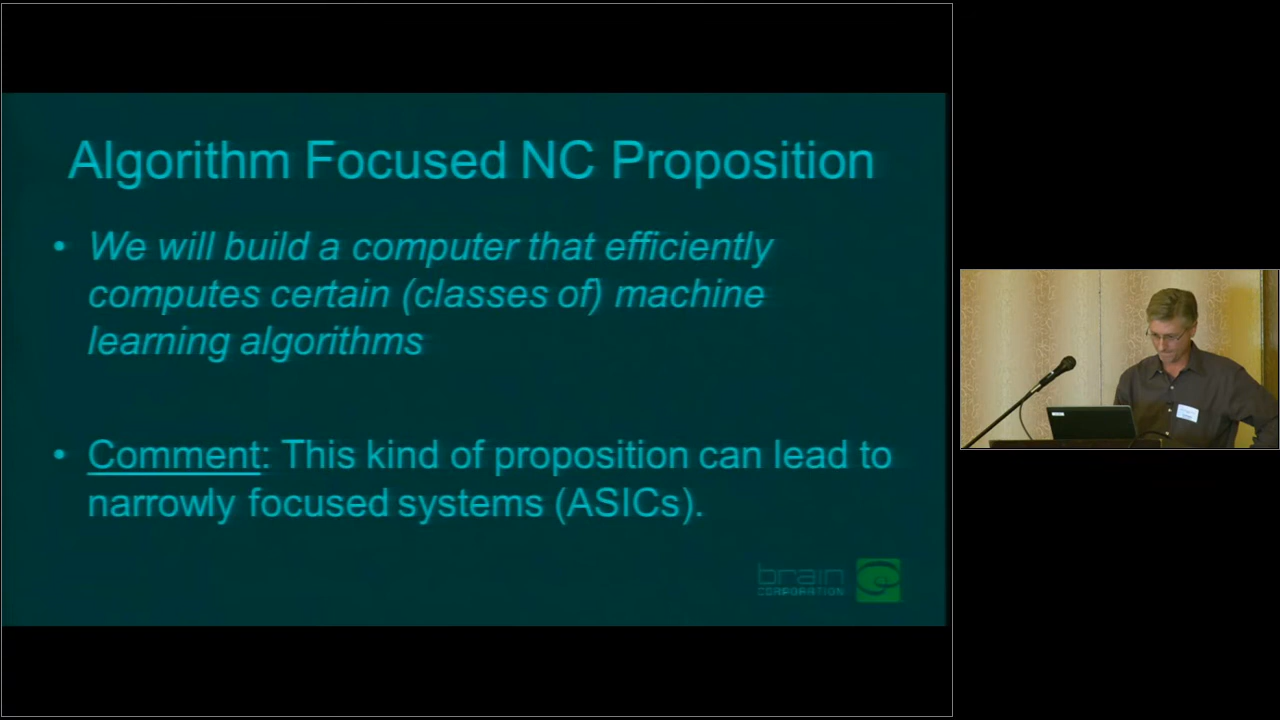 Algorithm Focused NC Proposition
• We will build a computer that efficiently
computes certain (classes of) machine
learning algorithms
• Comment: This kind of proposition can lead to
narrowly focused systems (ASICs).
brain
CORPORATION